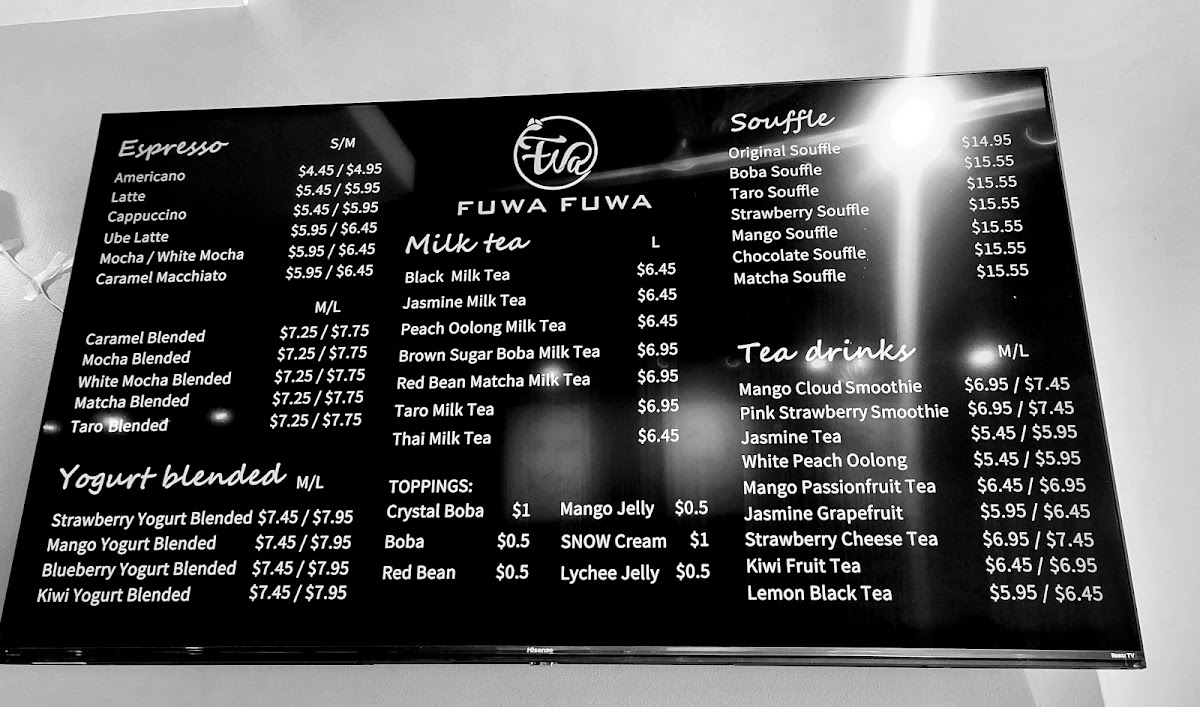 Espresso S/M
Americano $4.45 / $4.95
Latte $5.45 / $5.95
Cappuccino $5.45 / $5.95
Ube Latte $5.95 / $6.45
Mocha / White Mocha $5.95 / $6.45
Caramel Macchiato $5.95 / $6.45
M/L
Caramel Blended $7.25 / $7.75
Mocha Blended $7.25 / $7.75
White Mocha Blended $7.25 / $7.75
Matcha Blended $7.25 / $7.75
Taro Blended $7.25 / $7.75
Yogurt blended M/L
Strawberry Yogurt Blended $7.45 / $7.95
Mango Yogurt Blended $7.45 / $7.95
Blueberry Yogurt Blended $7.45 / $7.95
Kiwi Yogurt Blended $7.45 / $7.95
Fwa
FUWA FUWA
Milk tea L
Black Milk Tea $6.45
Jasmine Milk Tea $6.45
Peach Oolong Milk Tea $6.45
Brown Sugar Boba Milk Tea $6.95
Red Bean Matcha Milk Tea $6.95
Taro Milk Tea $6.95
Thai Milk Tea $6.45
TOPPINGS:
Crystal Boba $1 Mango Jelly $0.5
Boba $0.5 SNOW Cream $1
Red Bean $0.5 Lychee Jelly $0.5
Souffle
Original Souffle $14.95
Boba Souffle $15.55
Taro Souffle $15.55
Strawberry Souffle $15.55
Mango Souffle $15.55
Chocolate Souffle $15.55
Matcha Souffle $15.55
Tea drinks M/L
Mango Cloud Smoothie $6.95 / $7.45
Pink Strawberry Smoothie $6.95 / $7.45
Jasmine Tea $5.45 / $5.95
White Peach Oolong $5.45 / $5.95
Mango Passionfruit Tea $6.45 / $6.95
Jasmine Grapefruit $5.95 / $6.45
Strawberry Cheese Tea $6.95 / $7.45
Kiwi Fruit Tea $6.45 / $6.95
Lemon Black Tea $5.95 / $6.45
Hisense
Roku TV